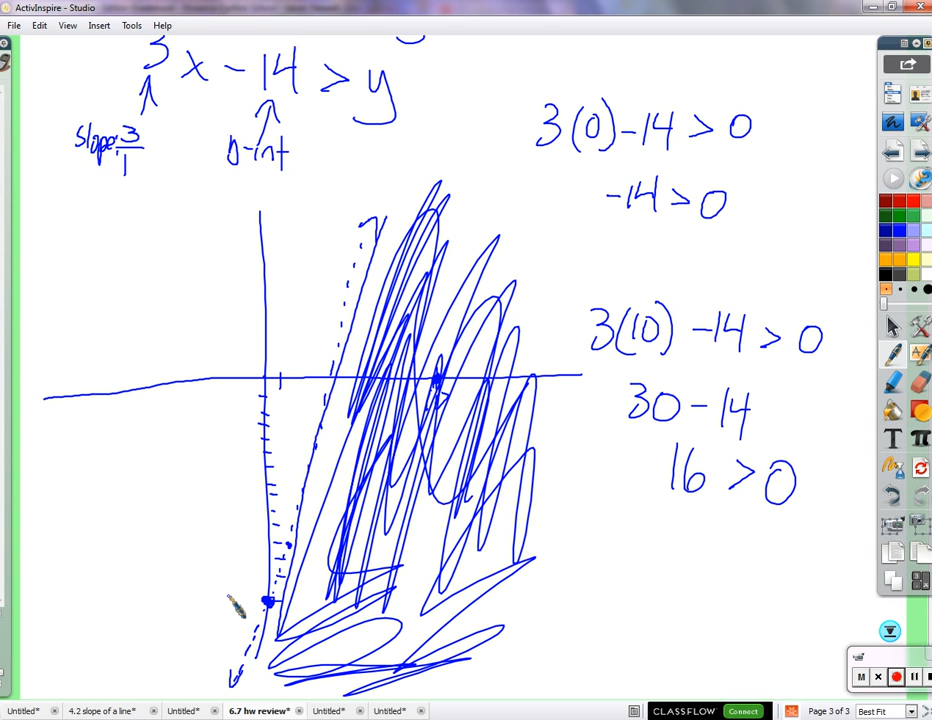 ActivInspire - Studio
File Edit View Insert Tools Help
3x - 14 > y
slope: 3/1
y-int
3(0) - 14 > 0
-14 > 0
3(10) - 14 > 0
30 - 14
16 > 0
M
Untitled* 4.2 slope of a line* Untitled* 6.7 hw review* Untitled* Untitled*
CLASSFLOW Connect Page 3 of 3 Best Fit